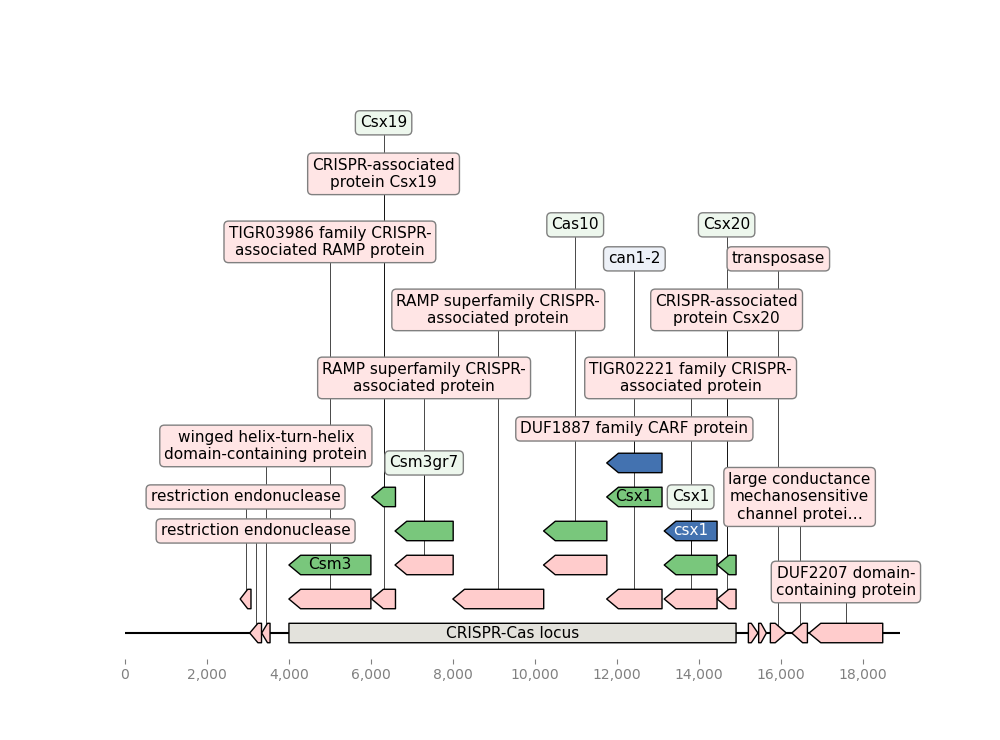 Csx19
CRISPR-associated
protein Csx19
TIGR03986 family CRISPR-
associated RAMP protein
Cas10
Csx20
can1-2
transposase
RAMP superfamily CRISPR-
associated protein
CRISPR-associated
protein Csx20
RAMP superfamily CRISPR-
associated protein
TIGR02221 family CRISPR-
associated protein
DUF1887 family CARF protein
winged helix-turn-helix
domain-containing protein
Csm3gr7
restriction endonuclease
Csx1
Csx1
large conductance
mechanosensitive
channel protei...
restriction endonuclease
csx1
Csm3
DUF2207 domain-
containing protein
CRISPR-Cas locus
0
2,000
4,000
6,000
8,000
10,000
12,000
14,000
16,000
18,000